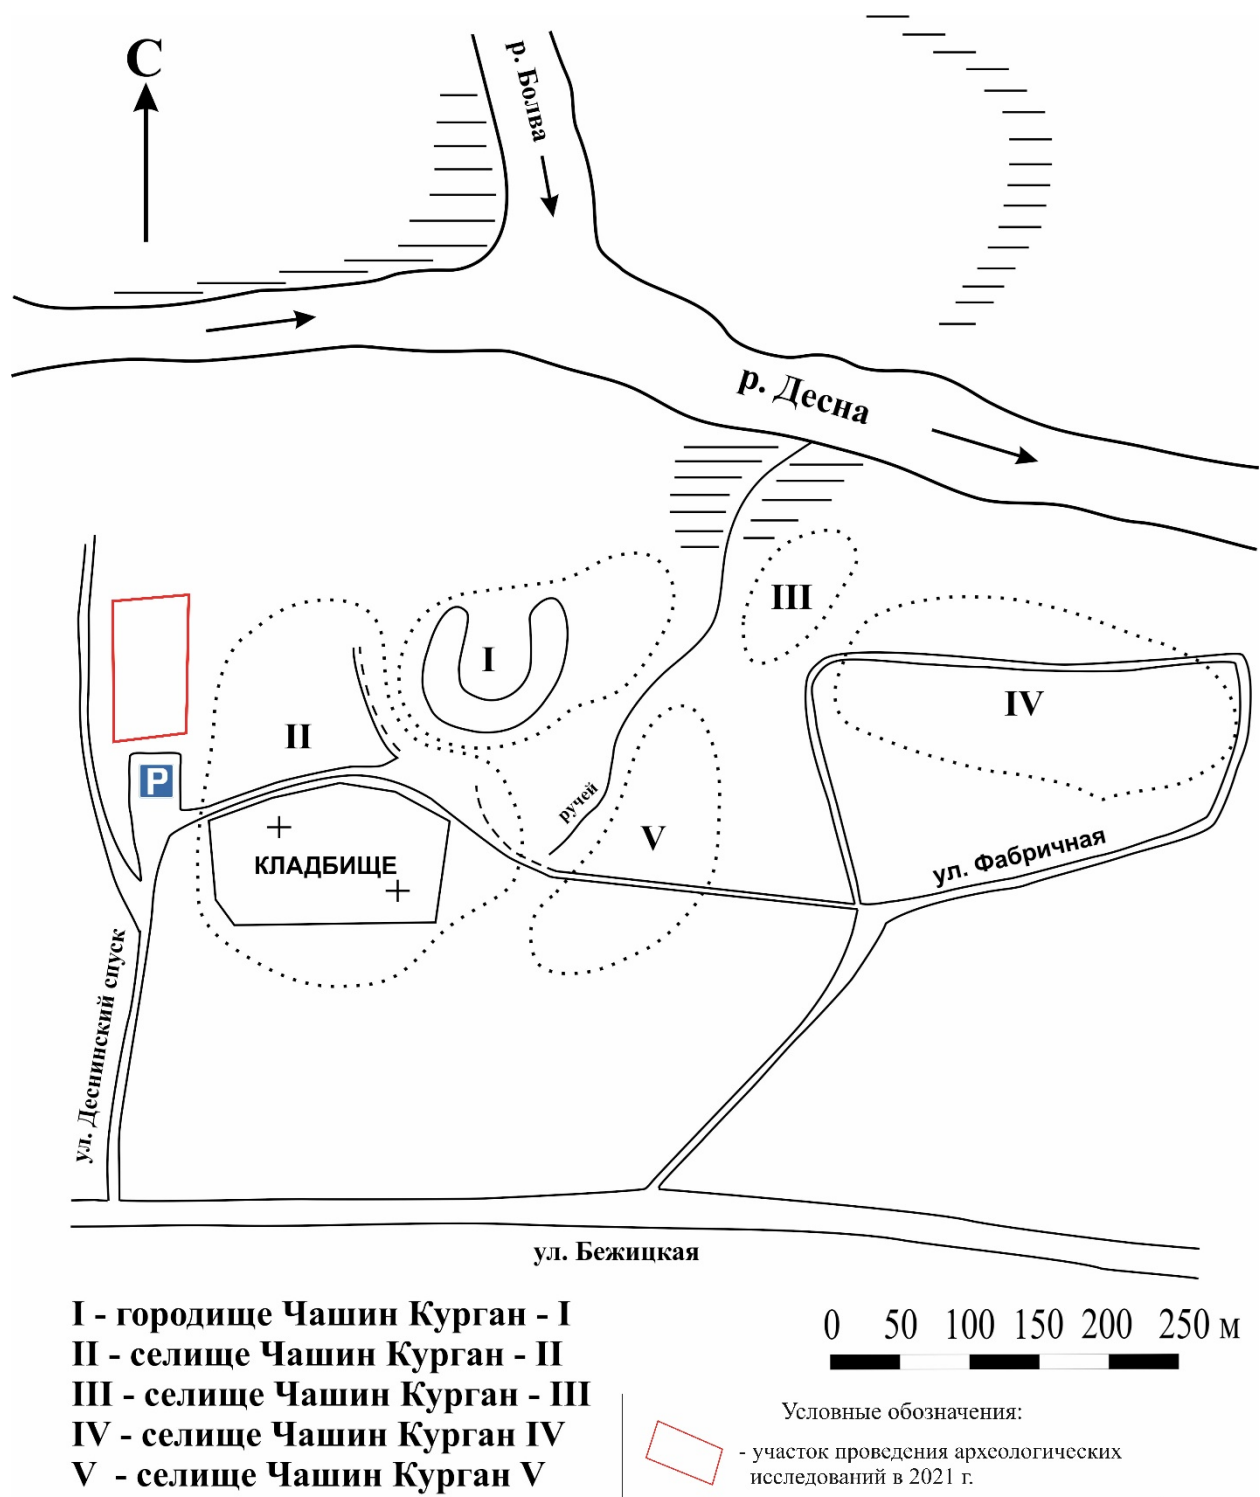 С
р. Болва
р. Десна
III
I
IV
II
P
ручей
V
КЛАДБИЩЕ
ул. Фабричная
ул. Деснинский спуск
ул. Бежицкая
I - городище Чашин Курган - I
II - селище Чашин Курган - II
III - селище Чашин Курган - III
IV - селище Чашин Курган IV
V - селище Чашин Курган V
0 50 100 150 200 250 м
Условные обозначения:
- участок проведения археологических
исследований в 2021 г.